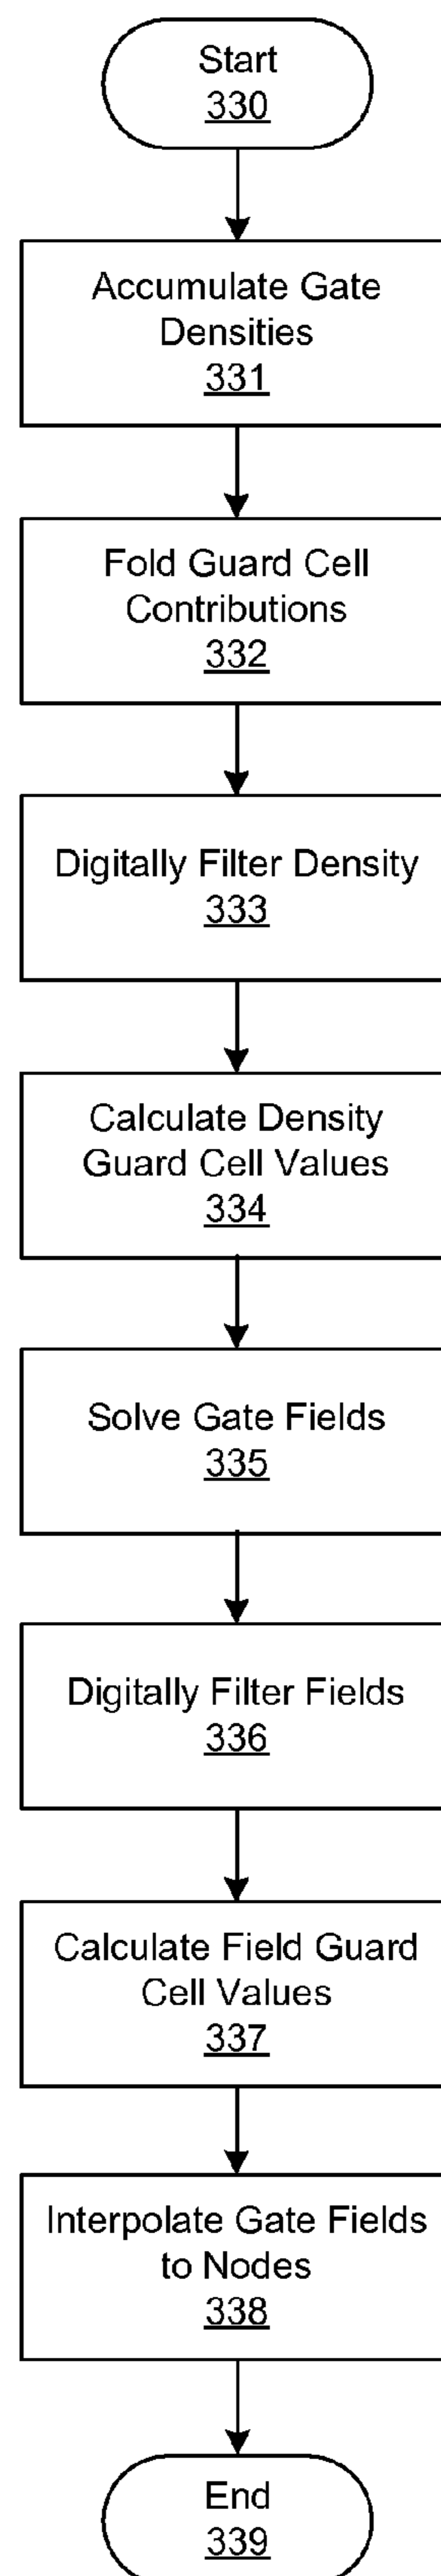 Start
330
Accumulate Gate
Densities
331
Fold Guard Cell
Contributions
332
Digitally Filter Density
333
Calculate Density
Guard Cell Values
334
Solve Gate Fields
335
Digitally Filter Fields
336
Calculate Field Guard
Cell Values
337
Interpolate Gate Fields
to Nodes
338
End
339